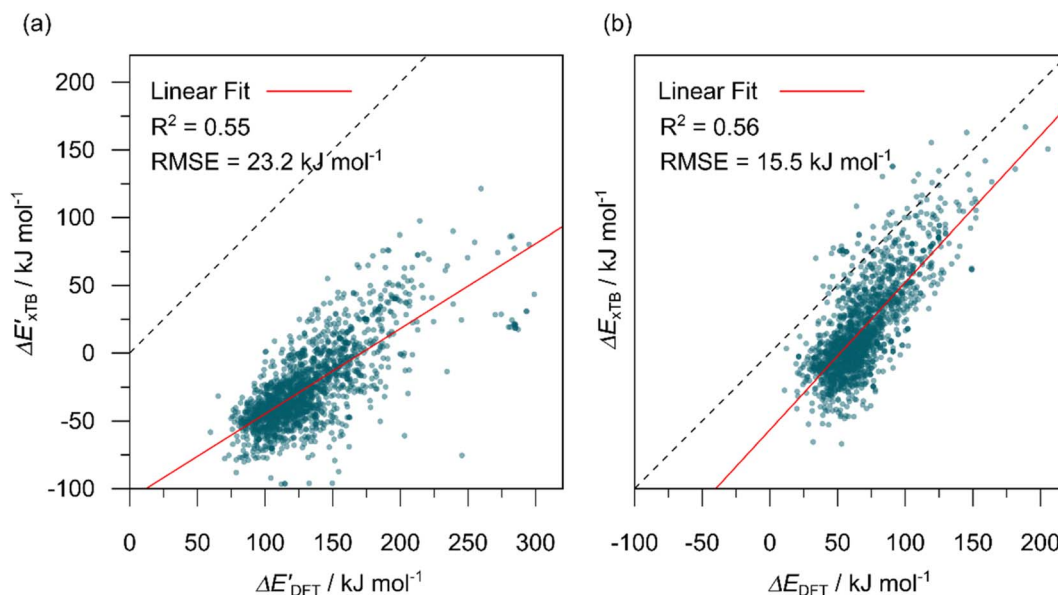 (a)
Linear Fit
R² = 0.55
RMSE = 23.2 kJ mol⁻¹
200
150
100
50
0
-50
-100
ΔE′xTB / kJ mol⁻¹
0 50 100 150 200 250 300
ΔE′DFT / kJ mol⁻¹
(b)
Linear Fit
R² = 0.56
RMSE = 15.5 kJ mol⁻¹
ΔExTB / kJ mol⁻¹
-100 -50 0 50 100 150 200
ΔEDFT / kJ mol⁻¹